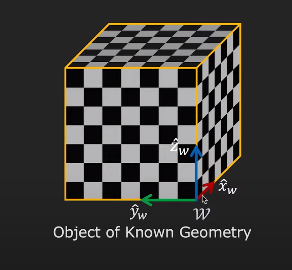 ẑ_w
x̂_w
ŷ_w
𝒲
Object of Known Geometry